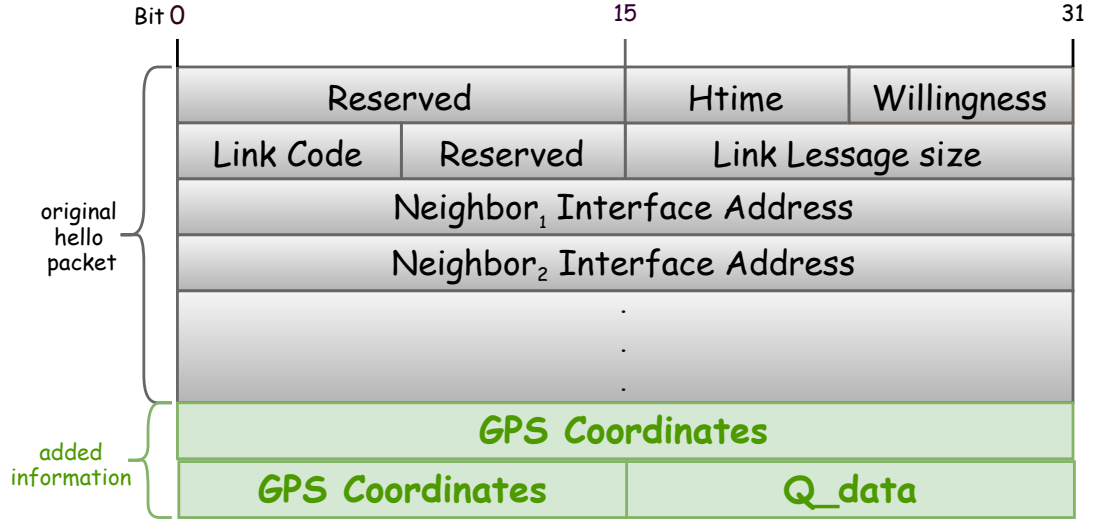 Bit 0 15 31
Reserved Htime Willingness
Link Code Reserved Link Lessage size
Neighbor₁ Interface Address
Neighbor₂ Interface Address
.
.
.
original
hello
packet
GPS Coordinates
GPS Coordinates Q_data
added
information